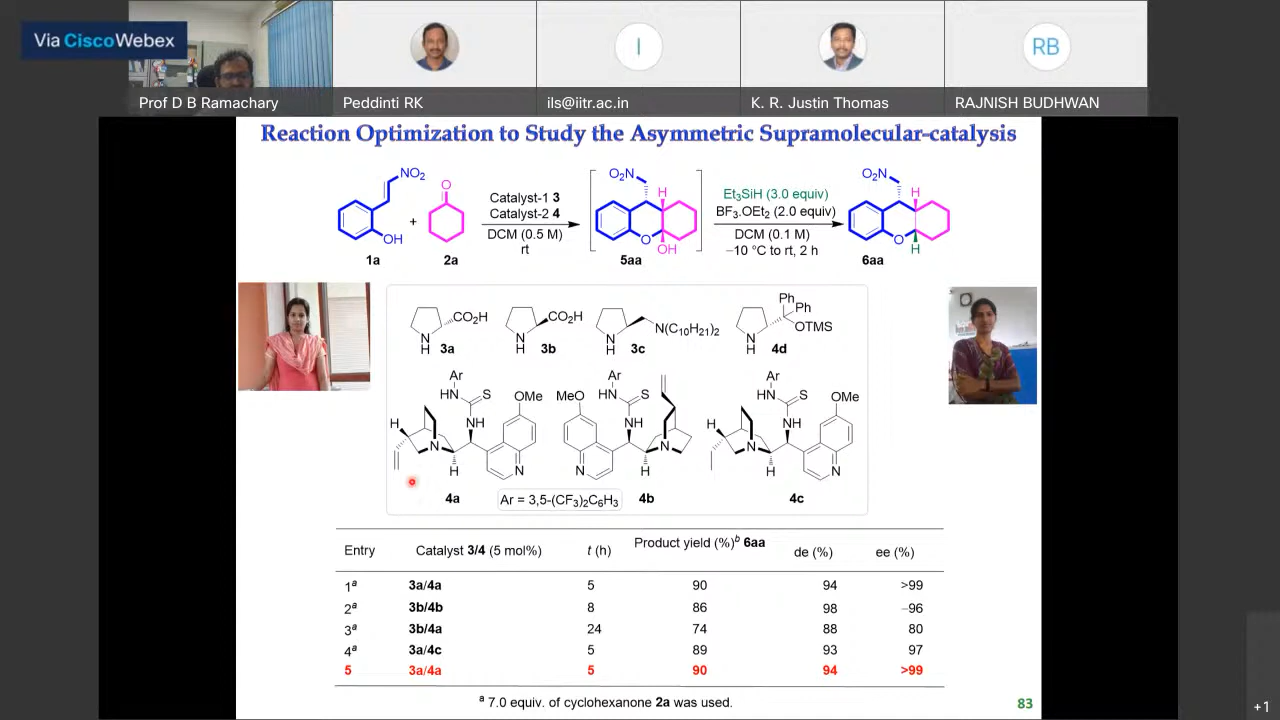 Via CiscoWebex
Prof D B Ramachary
Peddinti RK
I
ils@iitr.ac.in
K. R. Justin Thomas
RB
RAJNISH BUDHWAN
Reaction Optimization to Study the Asymmetric Supramolecular-catalysis
NO2
OH
1a
+
O
2a
Catalyst-1 3
Catalyst-2 4
DCM (0.5 M)
rt
O2N
H
O
OH
5aa
Et3SiH (3.0 equiv)
BF3.OEt2 (2.0 equiv)
DCM (0.1 M)
–10 °C to rt, 2 h
O2N
H
O
H
6aa
CO2H
N
H
3a
CO2H
N
H
3b
N(C10H21)2
N
H
3c
Ph
Ph
OTMS
N
H
4d
Ar
HN
S
OMe
H
NH
N
H
N
4a
MeO
Ar
HN
S
NH
N
N
H
4b
Ar
HN
S
OMe
H
NH
N
H
N
4c
Ar = 3,5-(CF3)2C6H3
Entry Catalyst 3/4 (5 mol%) t (h) Product yield (%)b 6aa de (%) ee (%)
1a 3a/4a 5 90 94 >99
2a 3b/4b 8 86 98 –96
3a 3b/4a 24 74 88 80
4a 3a/4c 5 89 93 97
5 3a/4a 5 90 94 >99
a 7.0 equiv. of cyclohexanone 2a was used.
83
+1